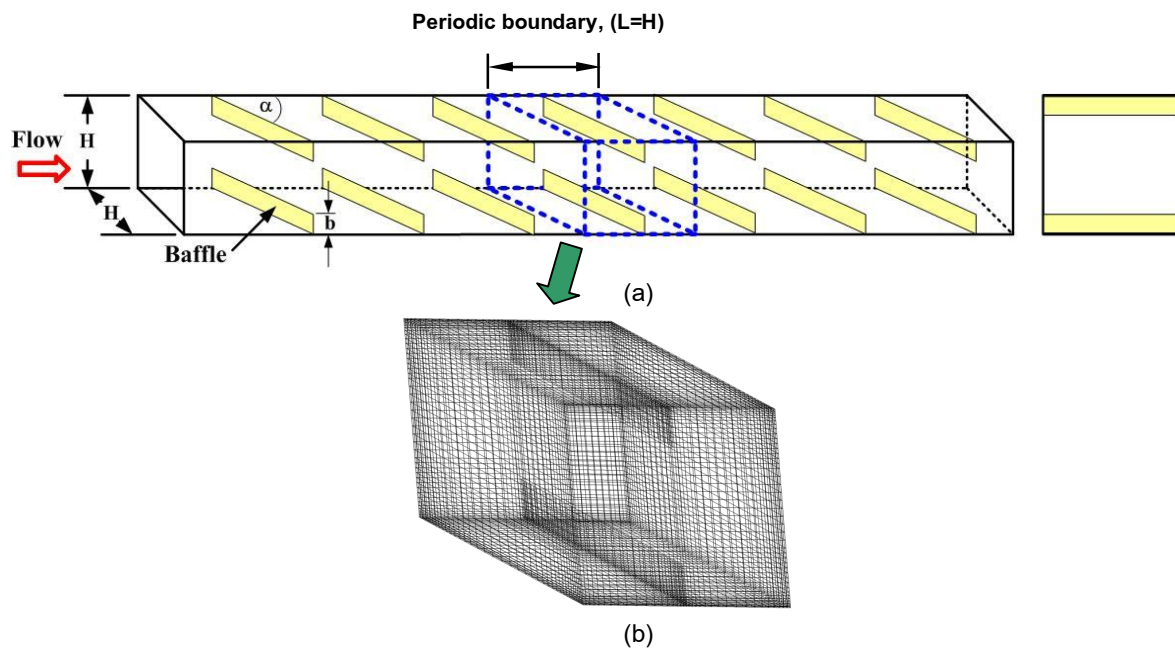 Periodic boundary, (L=H)
α
H
Flow
H
b
Baffle
(a)
(b)